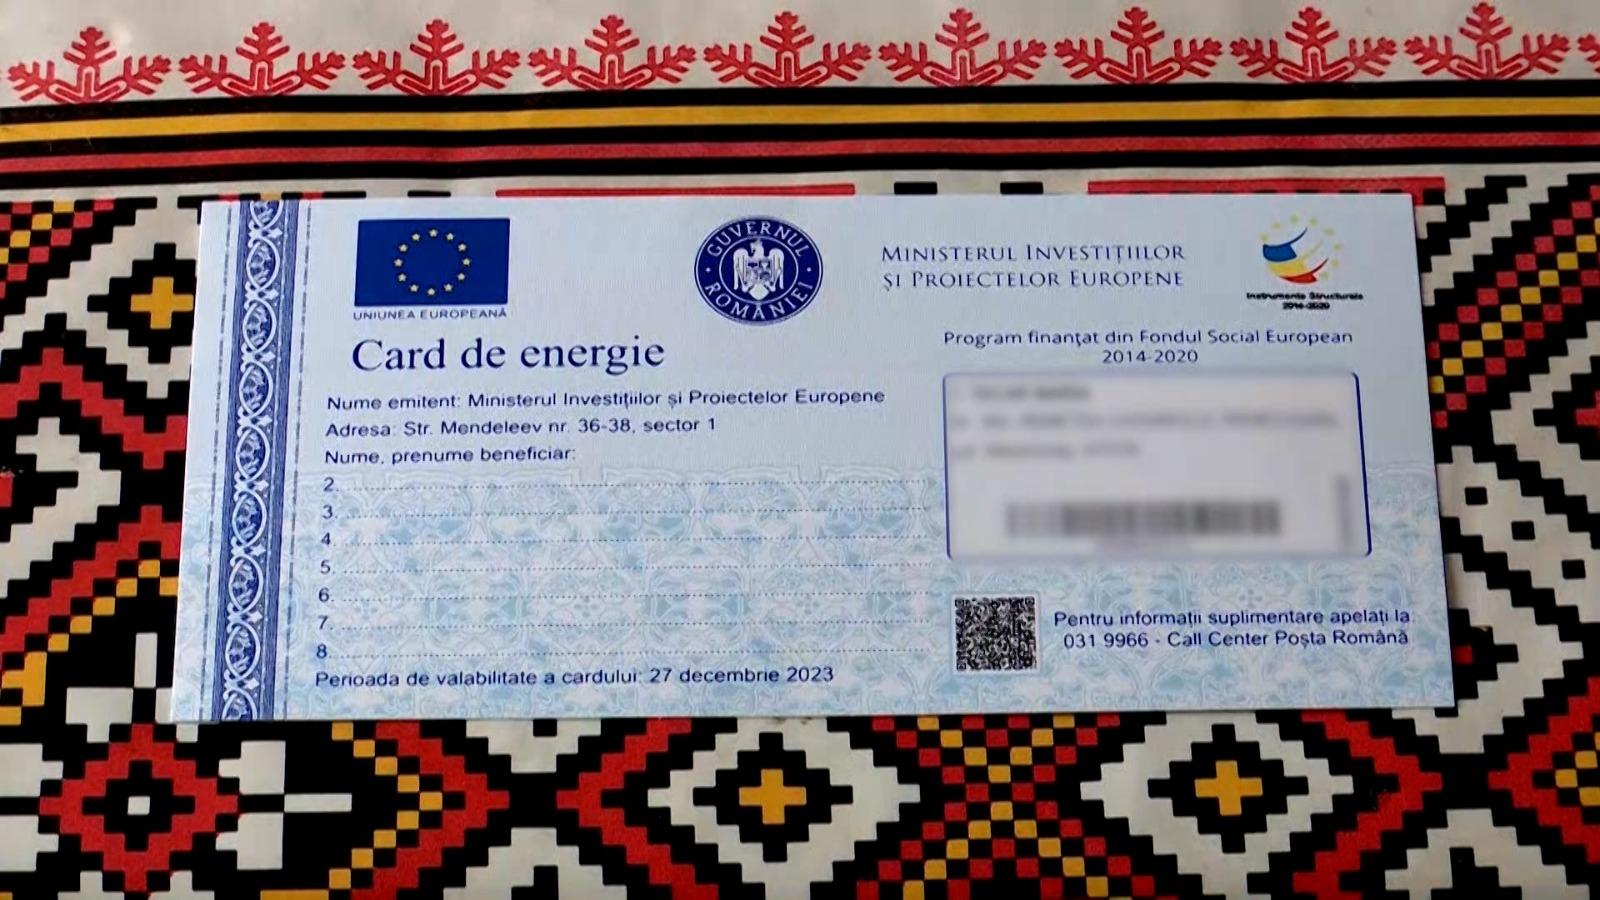 UNIUNEA EUROPEANĂ
GUVERNUL ROMÂNIEI
MINISTERUL INVESTIȚIILOR
ȘI PROIECTELOR EUROPENE
Instrumente Structurale
2014-2020
Card de energie
Program finanțat din Fondul Social European
2014-2020
Nume emitent: Ministerul Investițiilor și Proiectelor Europene
Adresa: Str. Mendeleev nr. 36-38, sector 1
Nume, prenume beneficiar:
2.
3.
4.
5.
6.
7.
8.
Perioada de valabilitate a cardului: 27 decembrie 2023
Pentru informații suplimentare apelați la:
031 9966 - Call Center Poșta Română